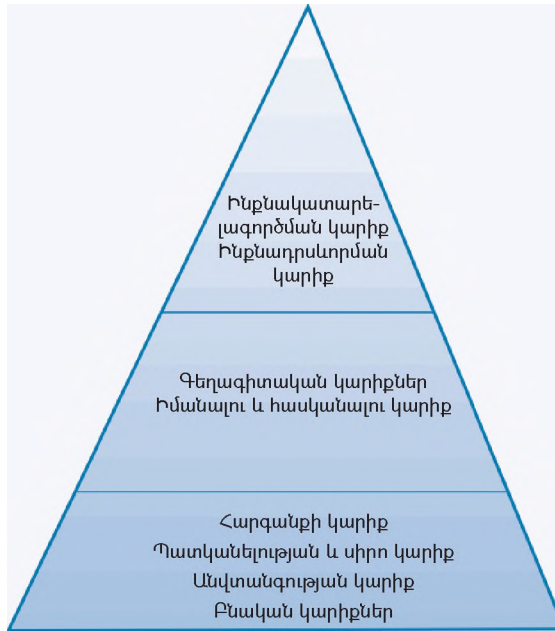 Ինքնակատարե-
լագործման կարիք
Ինքնադրսևորման
կարիք
Գեղագիտական կարիքներ
Իմանալու և հասկանալու կարիք
Հարգանքի կարիք
Պատկանելության և սիրո կարիք
Անվտանգության կարիք
Բնական կարիքներ